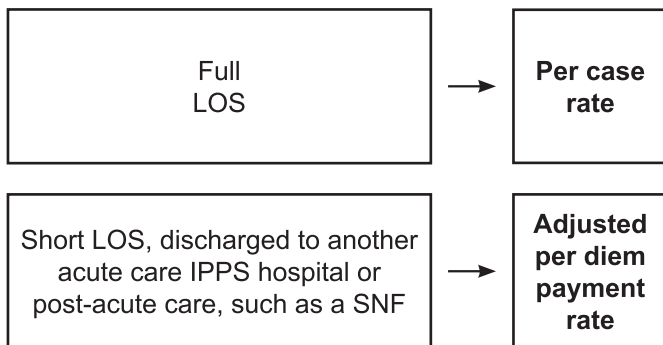 Full
LOS
Per case
rate
Short LOS, discharged to another
acute care IPPS hospital or
post-acute care, such as a SNF
Adjusted
per diem
payment
rate